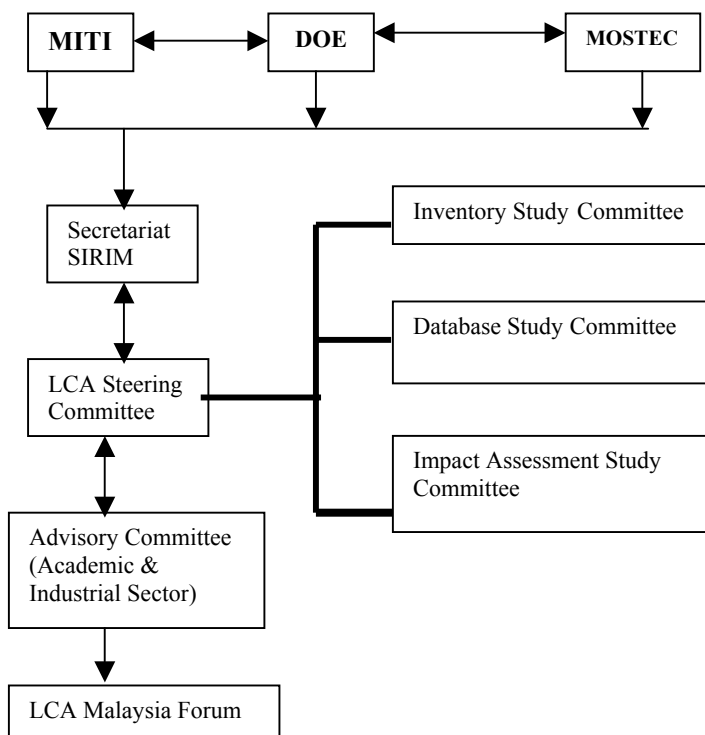 MITI
DOE
MOSTEC
Secretariat
SIRIM
LCA Steering
Committee
Advisory Committee
(Academic &
Industrial Sector)
LCA Malaysia Forum
Inventory Study Committee
Database Study Committee
Impact Assessment Study
Committee